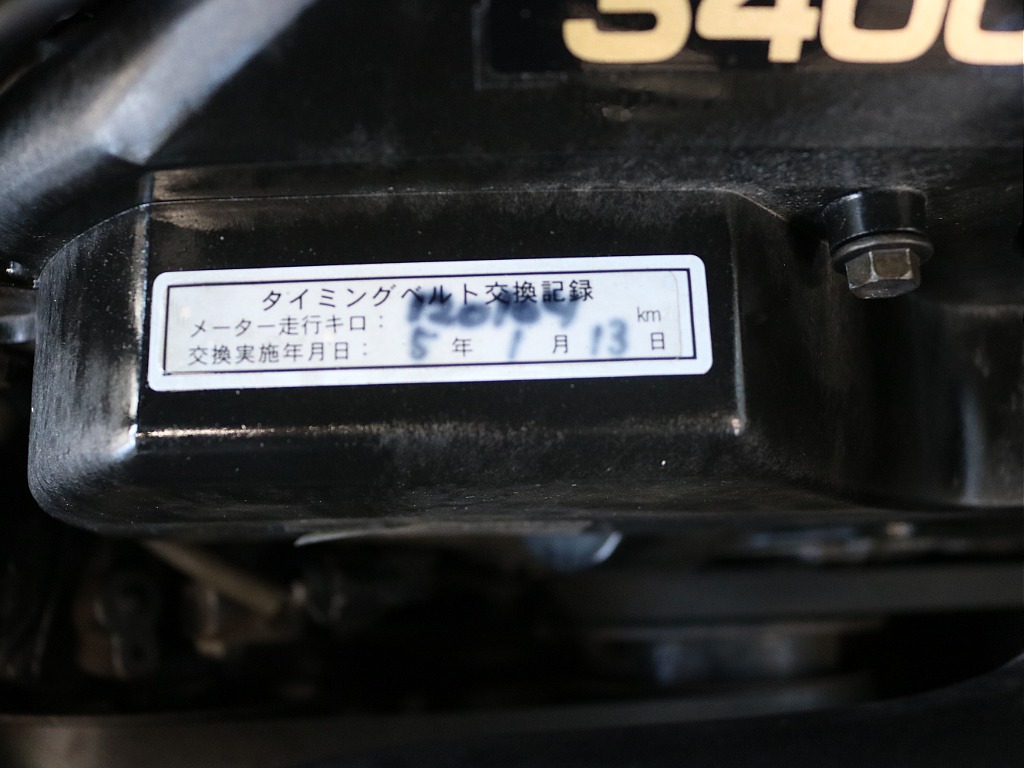 3400
タイミングベルト交換記録
メーター走行キロ： km
交換実施年月日： 5 年 1 月 13 日